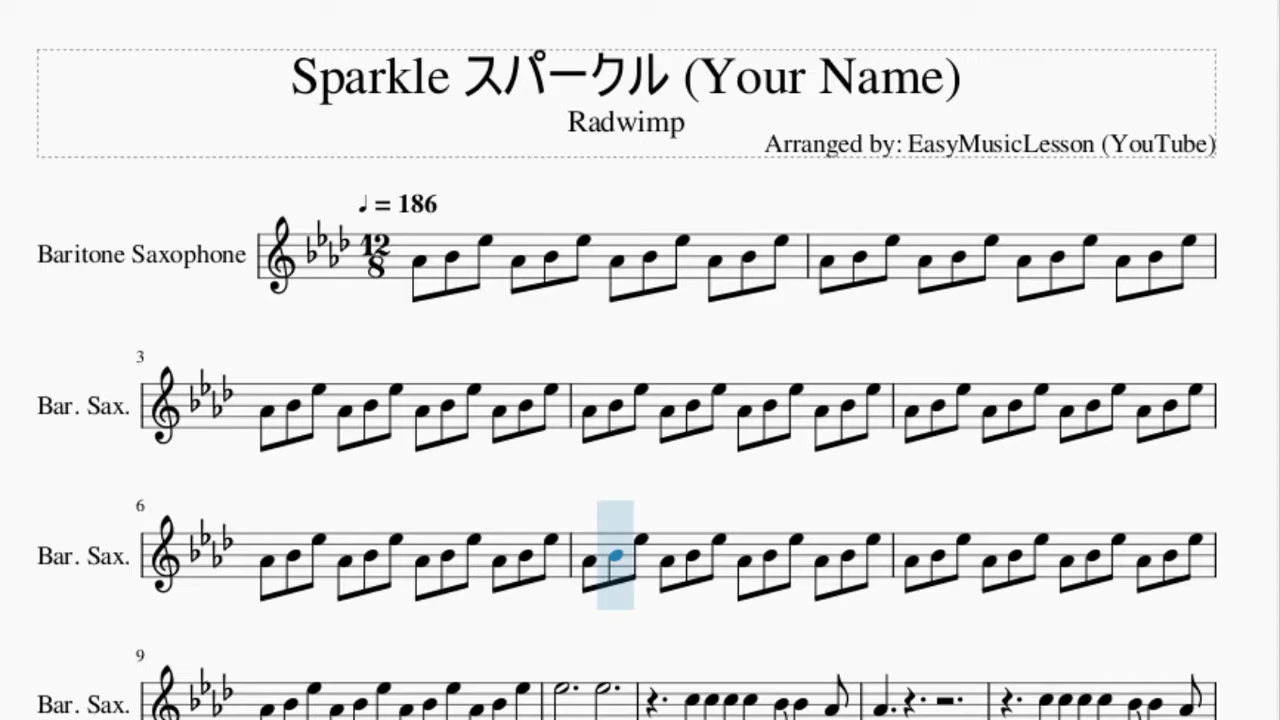 Sparkle スパークル (Your Name)
Radwimp
Arranged by: EasyMusicLesson (YouTube)
♩ = 186
Baritone Saxophone
12
8
3
Bar. Sax.
6
Bar. Sax.
9
Bar. Sax.